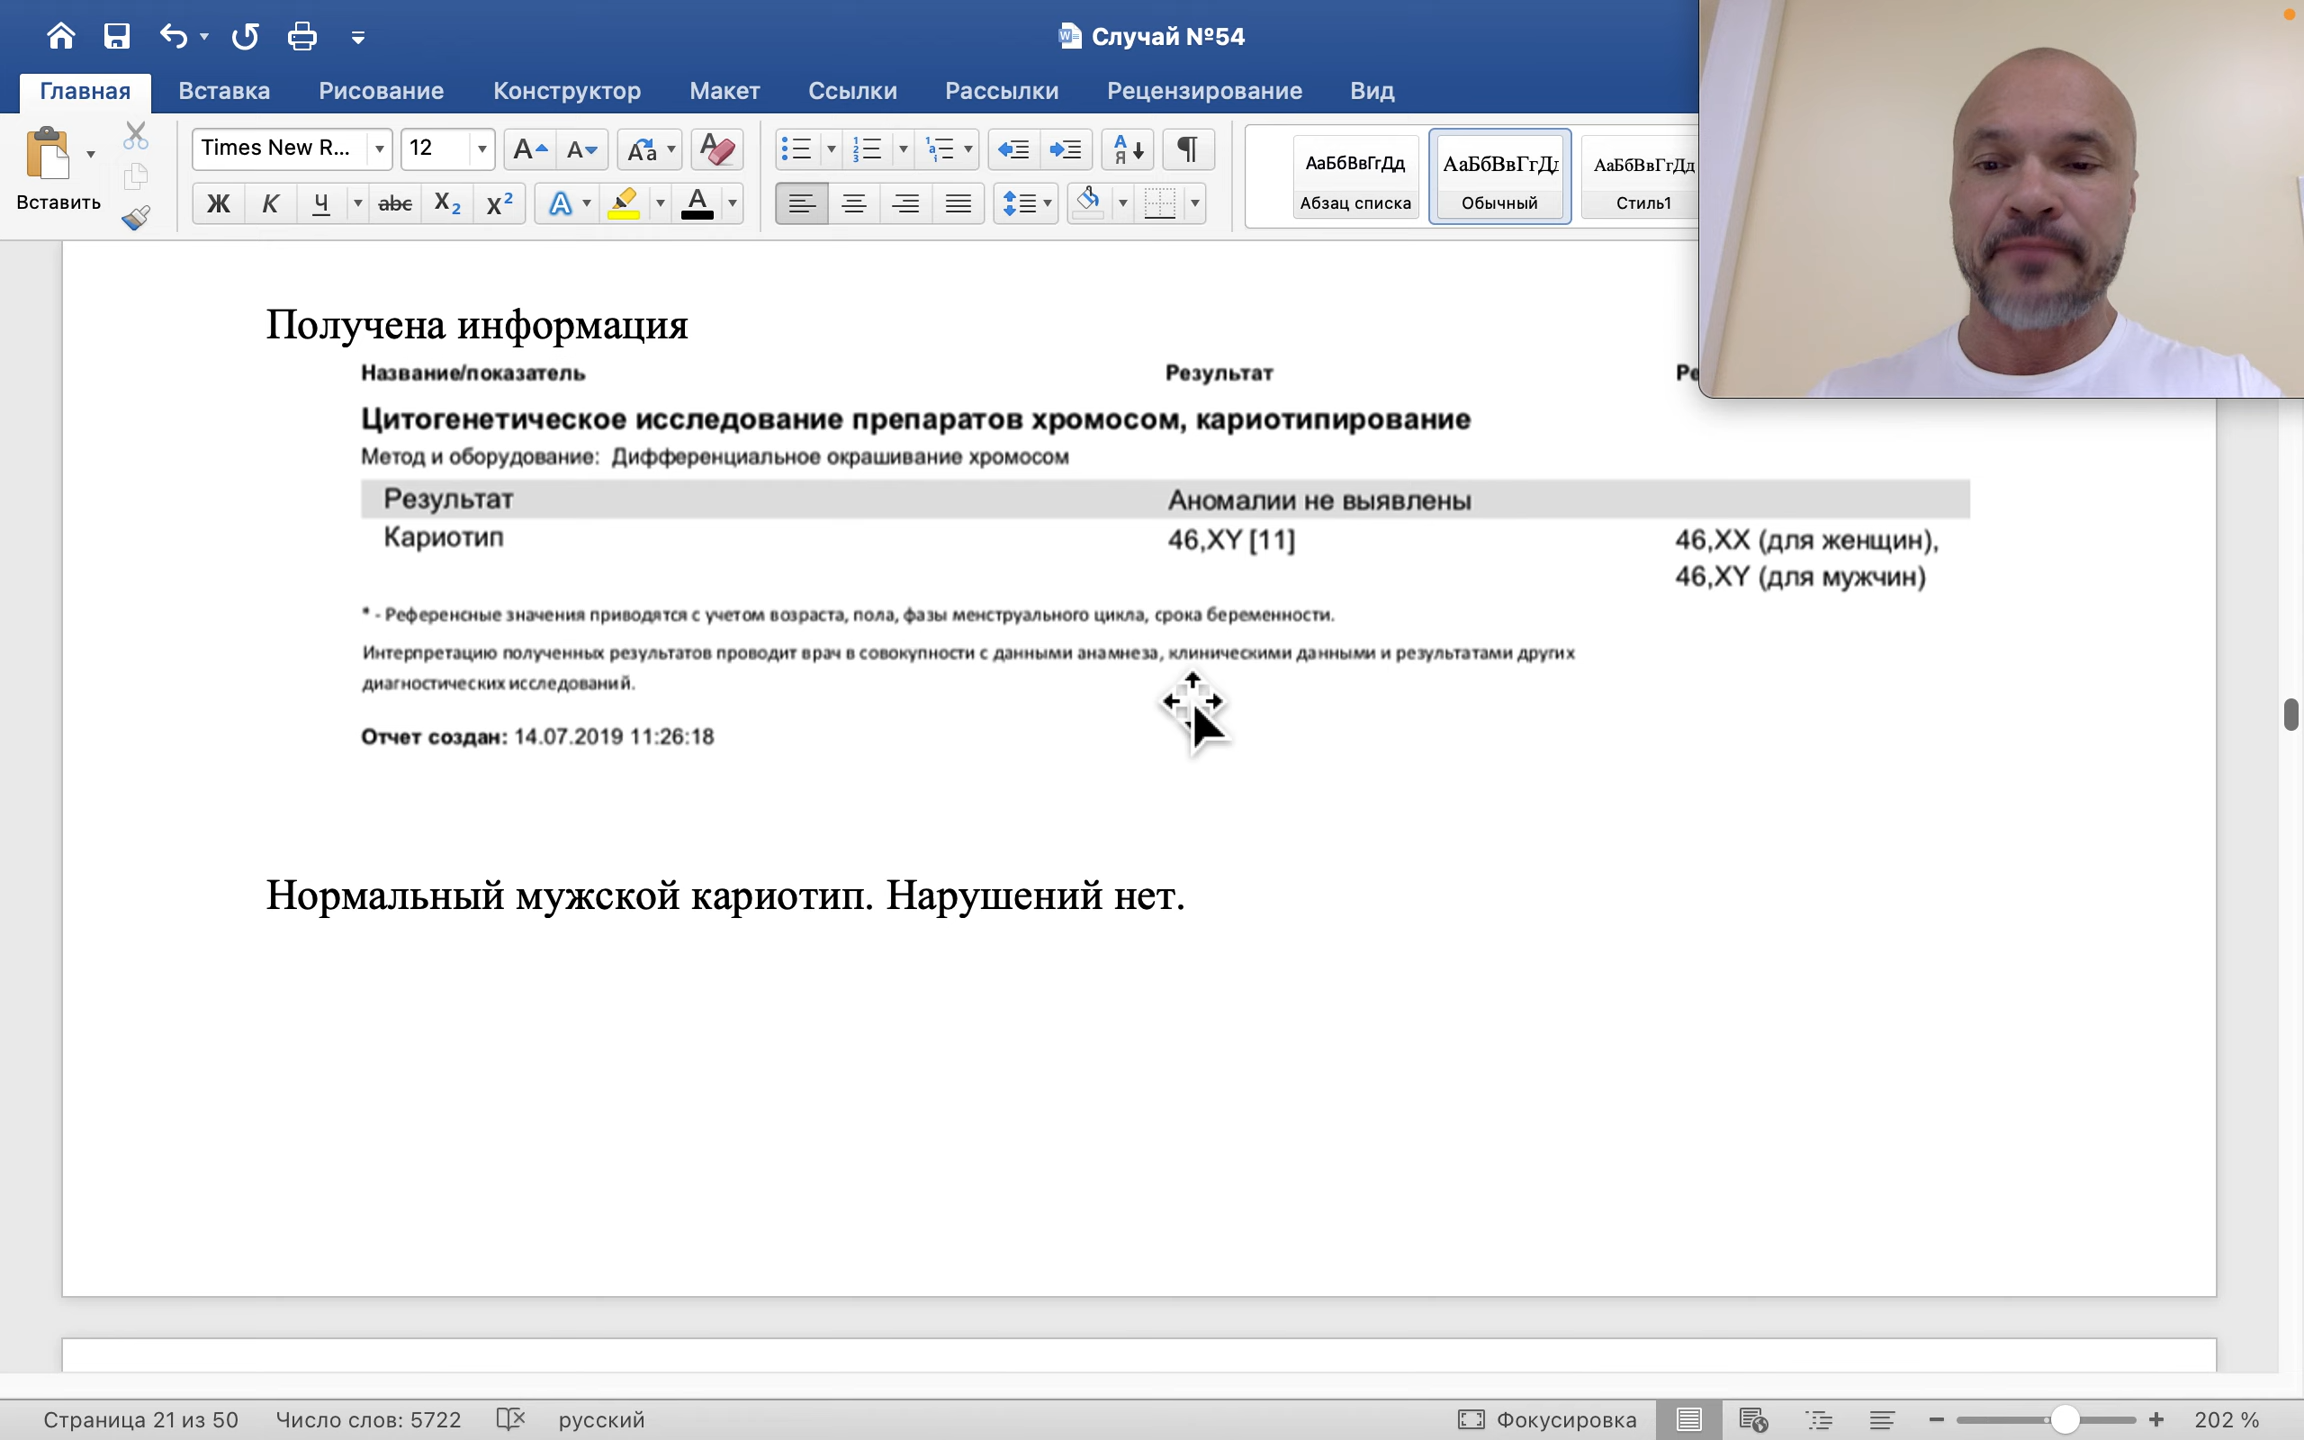 Случай №54
Главная
Вставка
Рисование
Конструктор
Макет
Ссылки
Рассылки
Рецензирование
Вид
Вставить
Times New R...
12
Ж К Ч abc X₂ X²
АаБбВвГгДд
Абзац списка
АаБбВвГгД
Обычный
АаБбВвГгДд
Стиль1
Получена информация
Название/показатель Результат Ре
Цитогенетическое исследование препаратов хромосом, кариотипирование
Метод и оборудование: Дифференциальное окрашивание хромосом
Результат Аномалии не выявлены
Кариотип 46,XY [11] 46,XX (для женщин),
46,XY (для мужчин)
* - Референсные значения приводятся с учетом возраста, пола, фазы менструального цикла, срока беременности.
Интерпретацию полученных результатов проводит врач в совокупности с данными анамнеза, клиническими данными и результатами других
диагностических исследований.
Отчет создан: 14.07.2019 11:26:18
Нормальный мужской кариотип. Нарушений нет.
Страница 21 из 50
Число слов: 5722
русский
Фокусировка
202 %